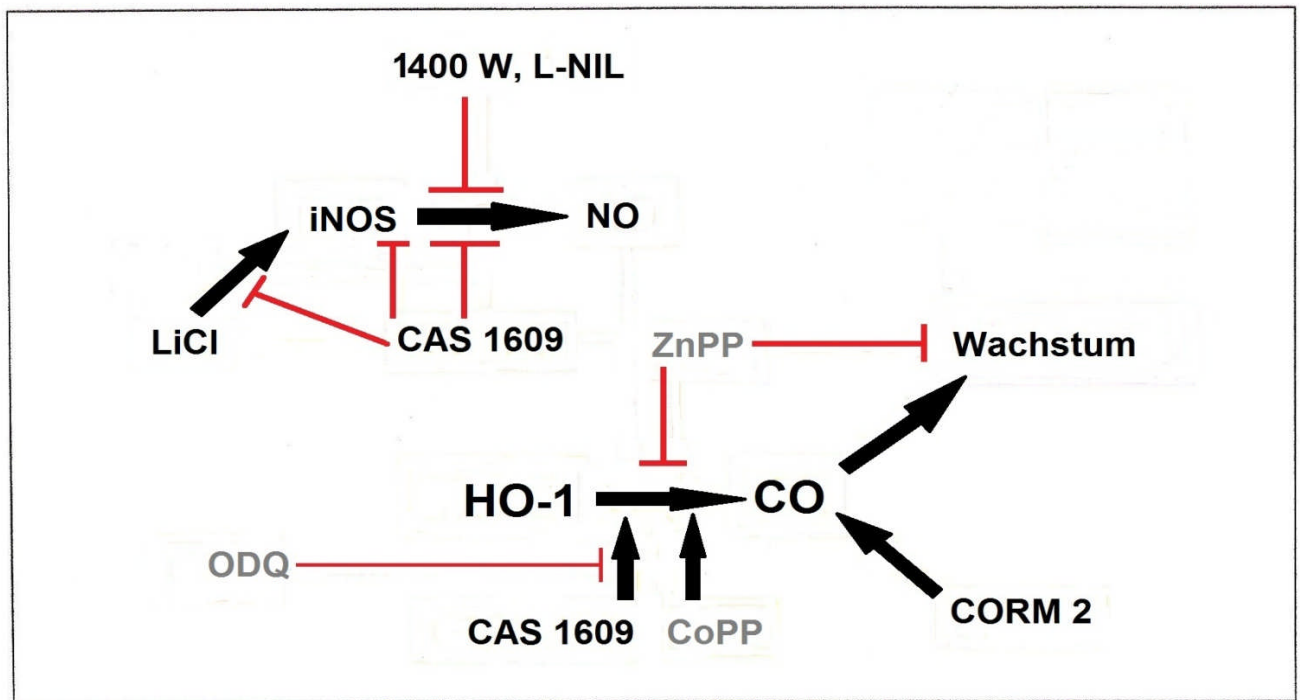 1400 W, L-NIL
iNOS
NO
LiCl
CAS 1609
ZnPP
Wachstum
HO-1
CO
ODQ
CAS 1609
CoPP
CORM 2